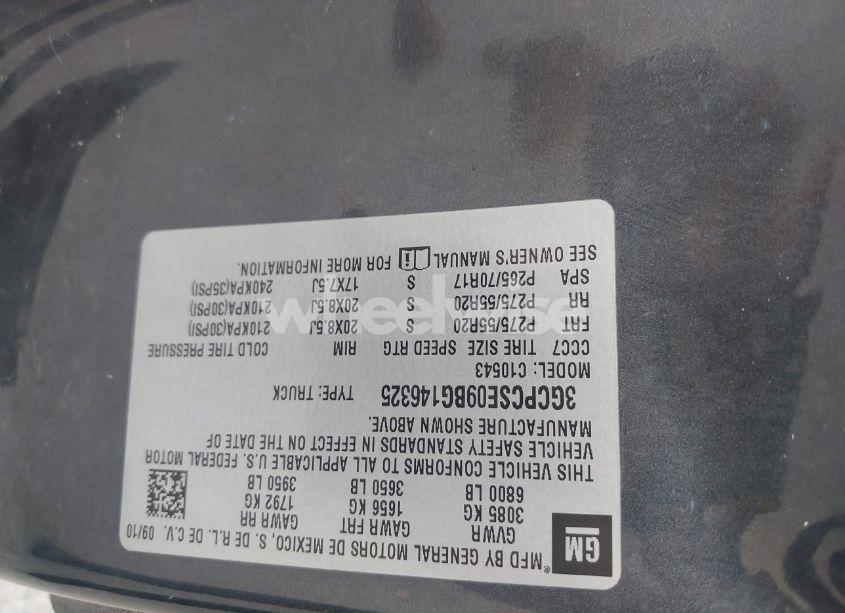 GM
MFD BY GENERAL MOTORS DE MEXICO, S. DE R.L. DE C.V. 09/10
GVWR GAWR FRT GAWR RR
3085 KG 1656 KG 1792 KG
6800 LB 3650 LB 3950 LB
THIS VEHICLE CONFORMS TO ALL APPLICABLE U.S. FEDERAL MOTOR
VEHICLE SAFETY STANDARDS IN EFFECT ON THE DATE OF
MANUFACTURE SHOWN ABOVE.
3GCPCSE09BG146325 TYPE: TRUCK
MODEL: C10543
CCC7 TIRE SIZE SPEED RTG RIM COLD TIRE PRESSURE
FRT P275/55R20 S 20X8.5J 210KPA(30PSI)
RR P275/55R20 S 20X8.5J 210KPA(30PSI)
SPA P265/70R17 S 17X7.5J 240KPA(35PSI)
SEE OWNER'S MANUAL FOR MORE INFORMATION.
wheelwise